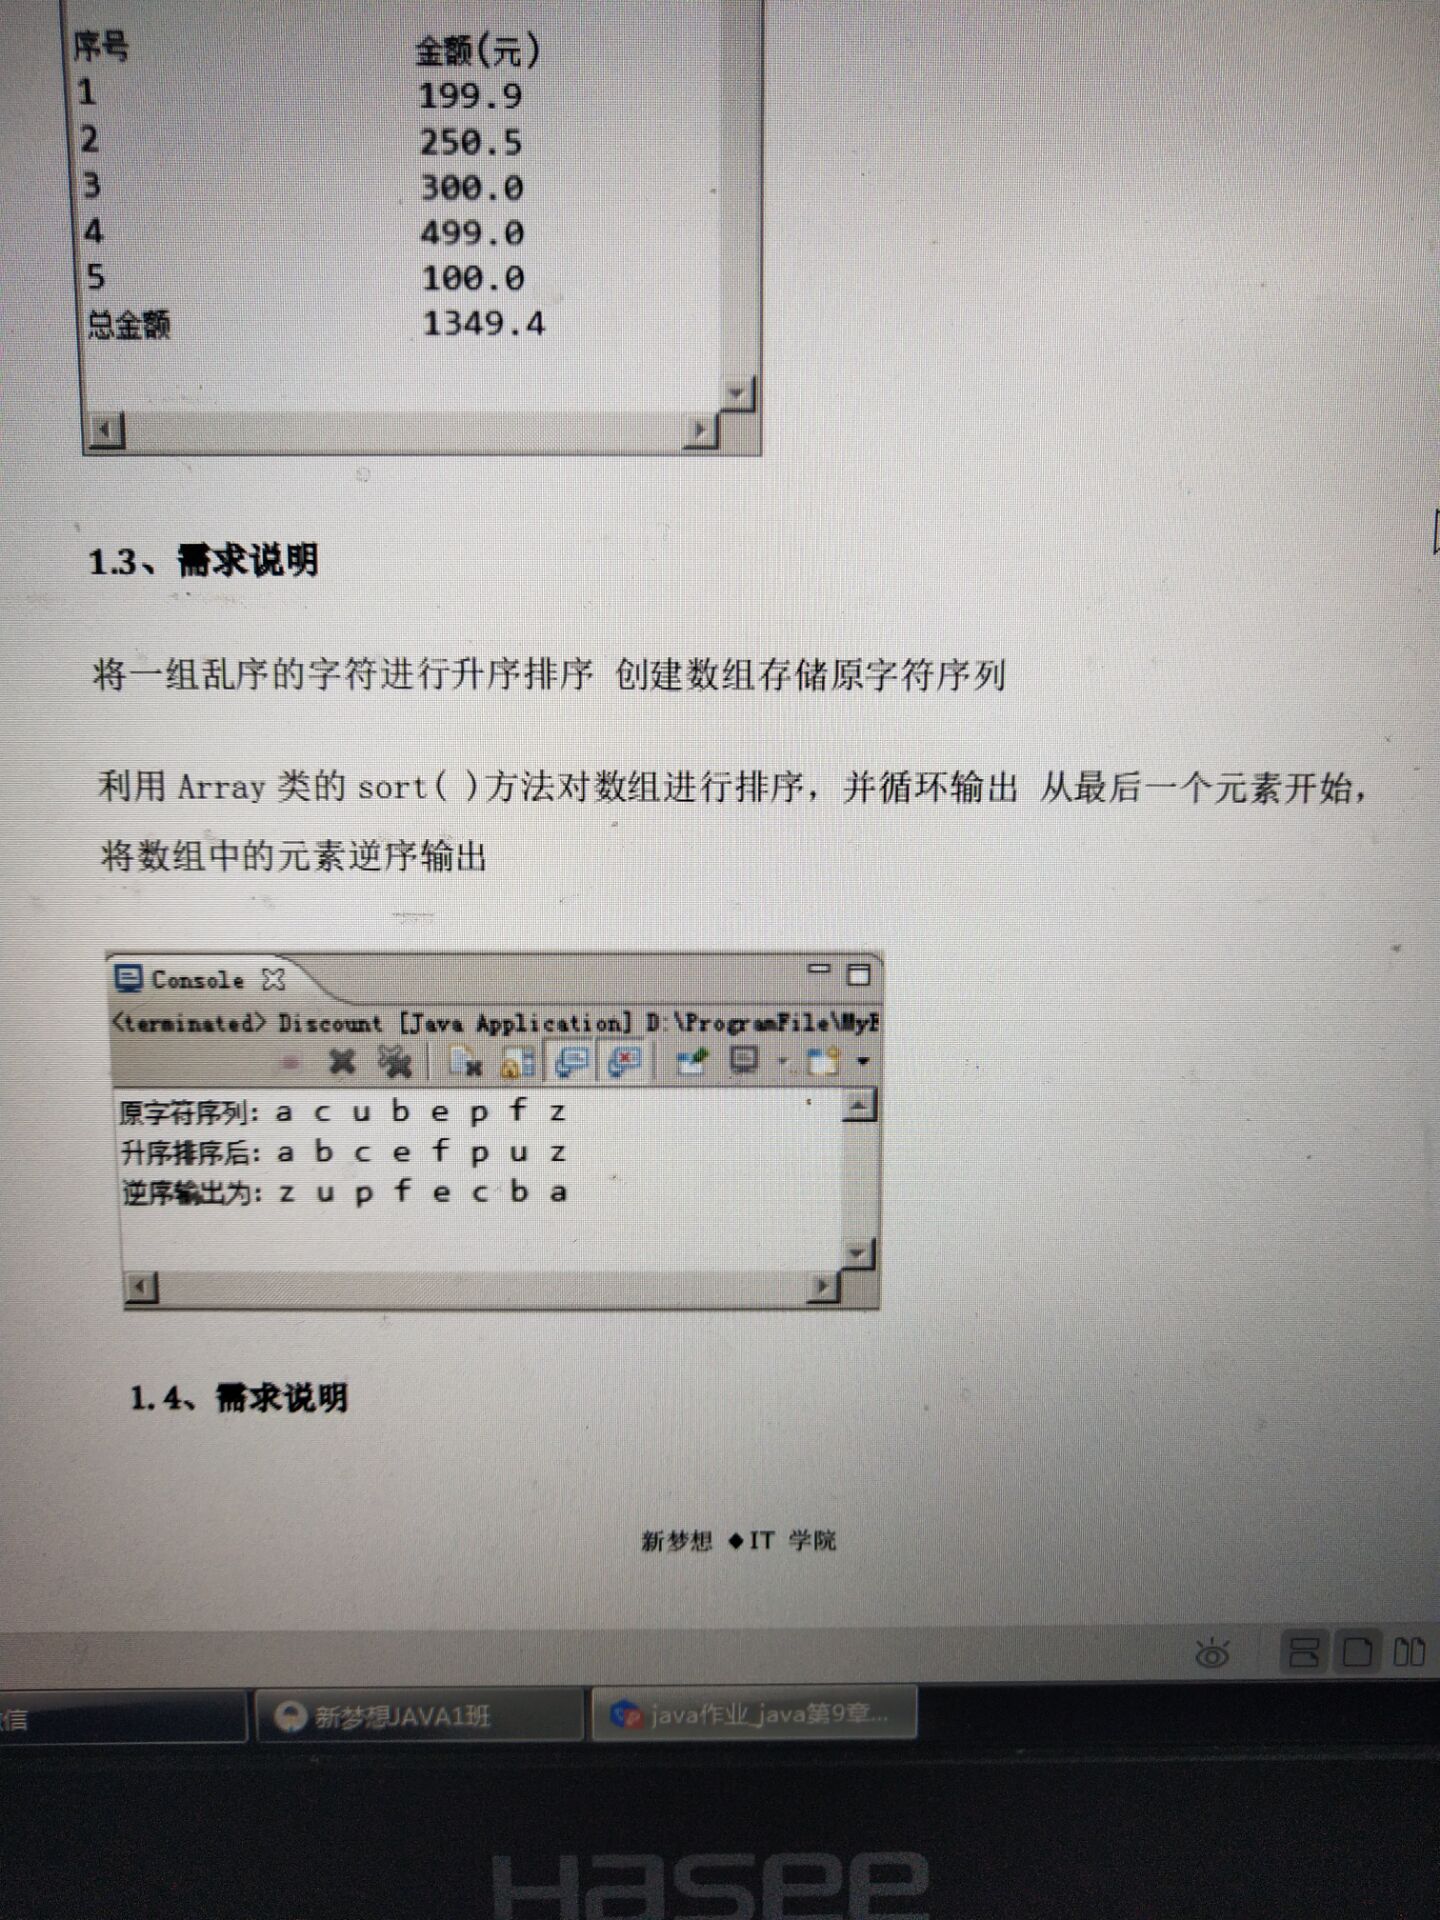 序号 金额(元)
1 199.9
2 250.5
3 300.0
4 499.0
5 100.0
总金额 1349.4
1.3、需求说明
将一组乱序的字符进行升序排序 创建数组存储原字符序列
利用 Array 类的 sort( )方法对数组进行排序，并循环输出 从最后一个元素开始，
将数组中的元素逆序输出
Console
<terminated> Discount [Java Application] D:\ProgramFile\MyE
原字符序列: a c u b e p f z
升序排序后: a b c e f p u z
逆序输出为: z u p f e c b a
1.4、需求说明
新梦想 ◆IT 学院
信 新梦想JAVA1班 java作业_java第9章...
Hasee